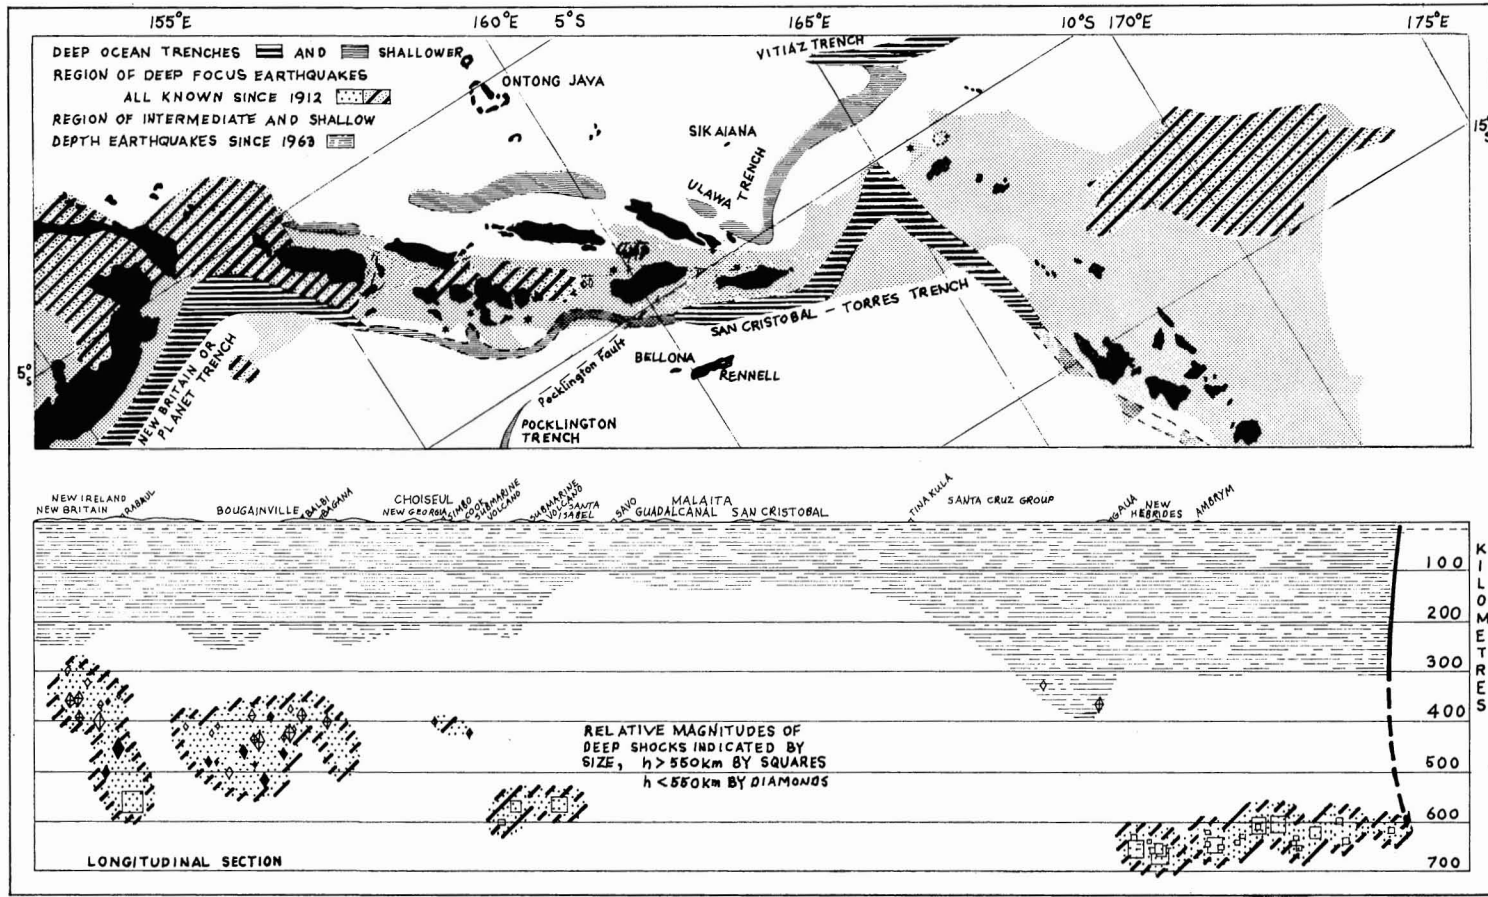 155°E 160°E 5°S 165°E 10°S 170°E 175°E
DEEP OCEAN TRENCHES AND SHALLOWER
REGION OF DEEP FOCUS EARTHQUAKES
ALL KNOWN SINCE 1912
REGION OF INTERMEDIATE AND SHALLOW
DEPTH EARTHQUAKES SINCE 1963
ONTONG JAVA
VITIAZ TRENCH
SIKAIANA
ULAWA TRENCH
15°S
5°S
NEW BRITAIN OR
PLANET TRENCH
SAN CRISTOBAL - TORRES TRENCH
Pocklington Fault
BELLONA
RENNELL
POCKLINGTON
TRENCH
NEW IRELAND
NEW BRITAIN
RABAUL
BOUGAINVILLE
BALBI
BAGANA
CHOISEUL
NEW GEORGIA
SIMBO
COOK
SUBMARINE
VOLCANO
SUBMARINE
VOLCANO
SANTA
ISABEL
SAVO
MALAITA
GUADALCANAL SAN CRISTOBAL
TINAKULA
SANTA CRUZ GROUP
GAUA
NEW
HEBRIDES
AMBRYM
100
200
300
400
500
600
700
KILOMETRES
RELATIVE MAGNITUDES OF
DEEP SHOCKS INDICATED BY
SIZE, h>550km BY SQUARES
h<550km BY DIAMONDS
LONGITUDINAL SECTION